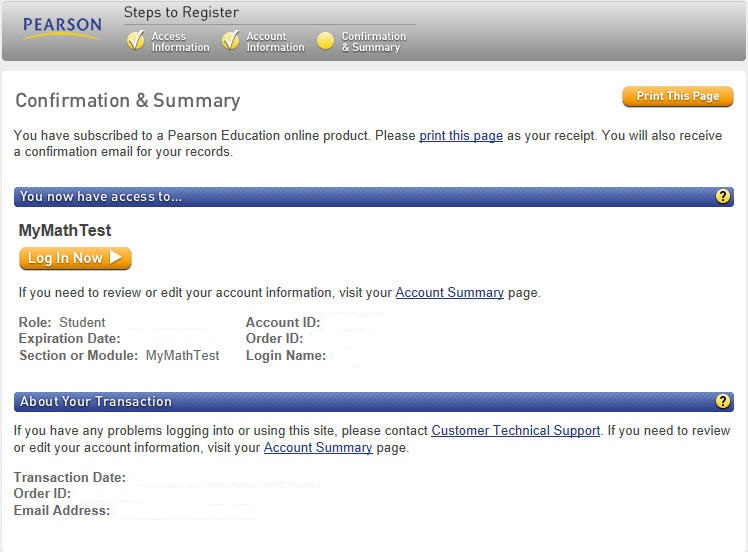 PEARSON
Steps to Register
Access
Information
Account
Information
Confirmation
& Summary
Confirmation & Summary
Print This Page
You have subscribed to a Pearson Education online product. Please print this page as your receipt. You will also receive
a confirmation email for your records.
You now have access to...
?
MyMathTest
Log In Now
If you need to review or edit your account information, visit your Account Summary page.
Role: Student
Account ID:
Expiration Date:
Order ID:
Section or Module: MyMathTest
Login Name:
About Your Transaction
?
If you have any problems logging into or using this site, please contact Customer Technical Support. If you need to review
or edit your account information, visit your Account Summary page.
Transaction Date:
Order ID:
Email Address: